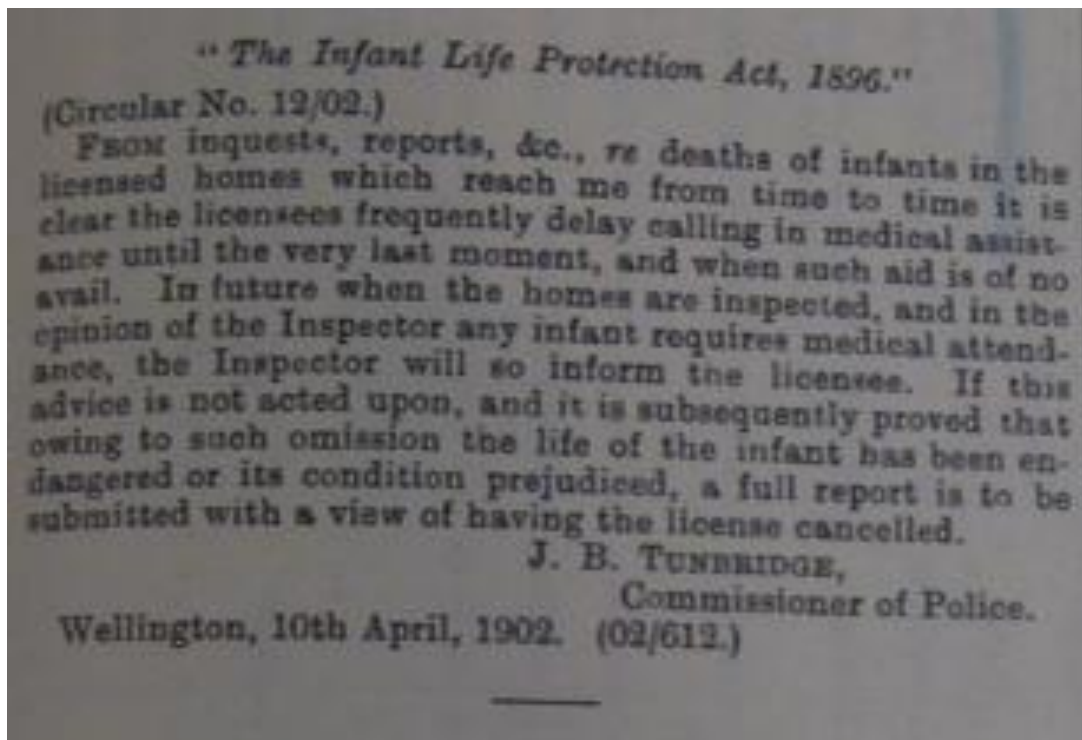 "The Infant Life Protection Act, 1896."
(Circular No. 12/02.)
FROM inquests, reports, &c., re deaths of infants in the
licensed homes which reach me from time to time it is
clear the licensees frequently delay calling in medical assist-
ance until the very last moment, and when such aid is of no
avail. In future when the homes are inspected, and in the
opinion of the Inspector any infant requires medical attend-
ance, the Inspector will so inform the licensee. If this
advice is not acted upon, and it is subsequently proved that
owing to such omission the life of the infant has been en-
dangered or its condition prejudiced, a full report is to be
submitted with a view of having the license cancelled.
J. B. TUNBRIDGE,
Commissioner of Police.
Wellington, 10th April, 1902. (02/612.)